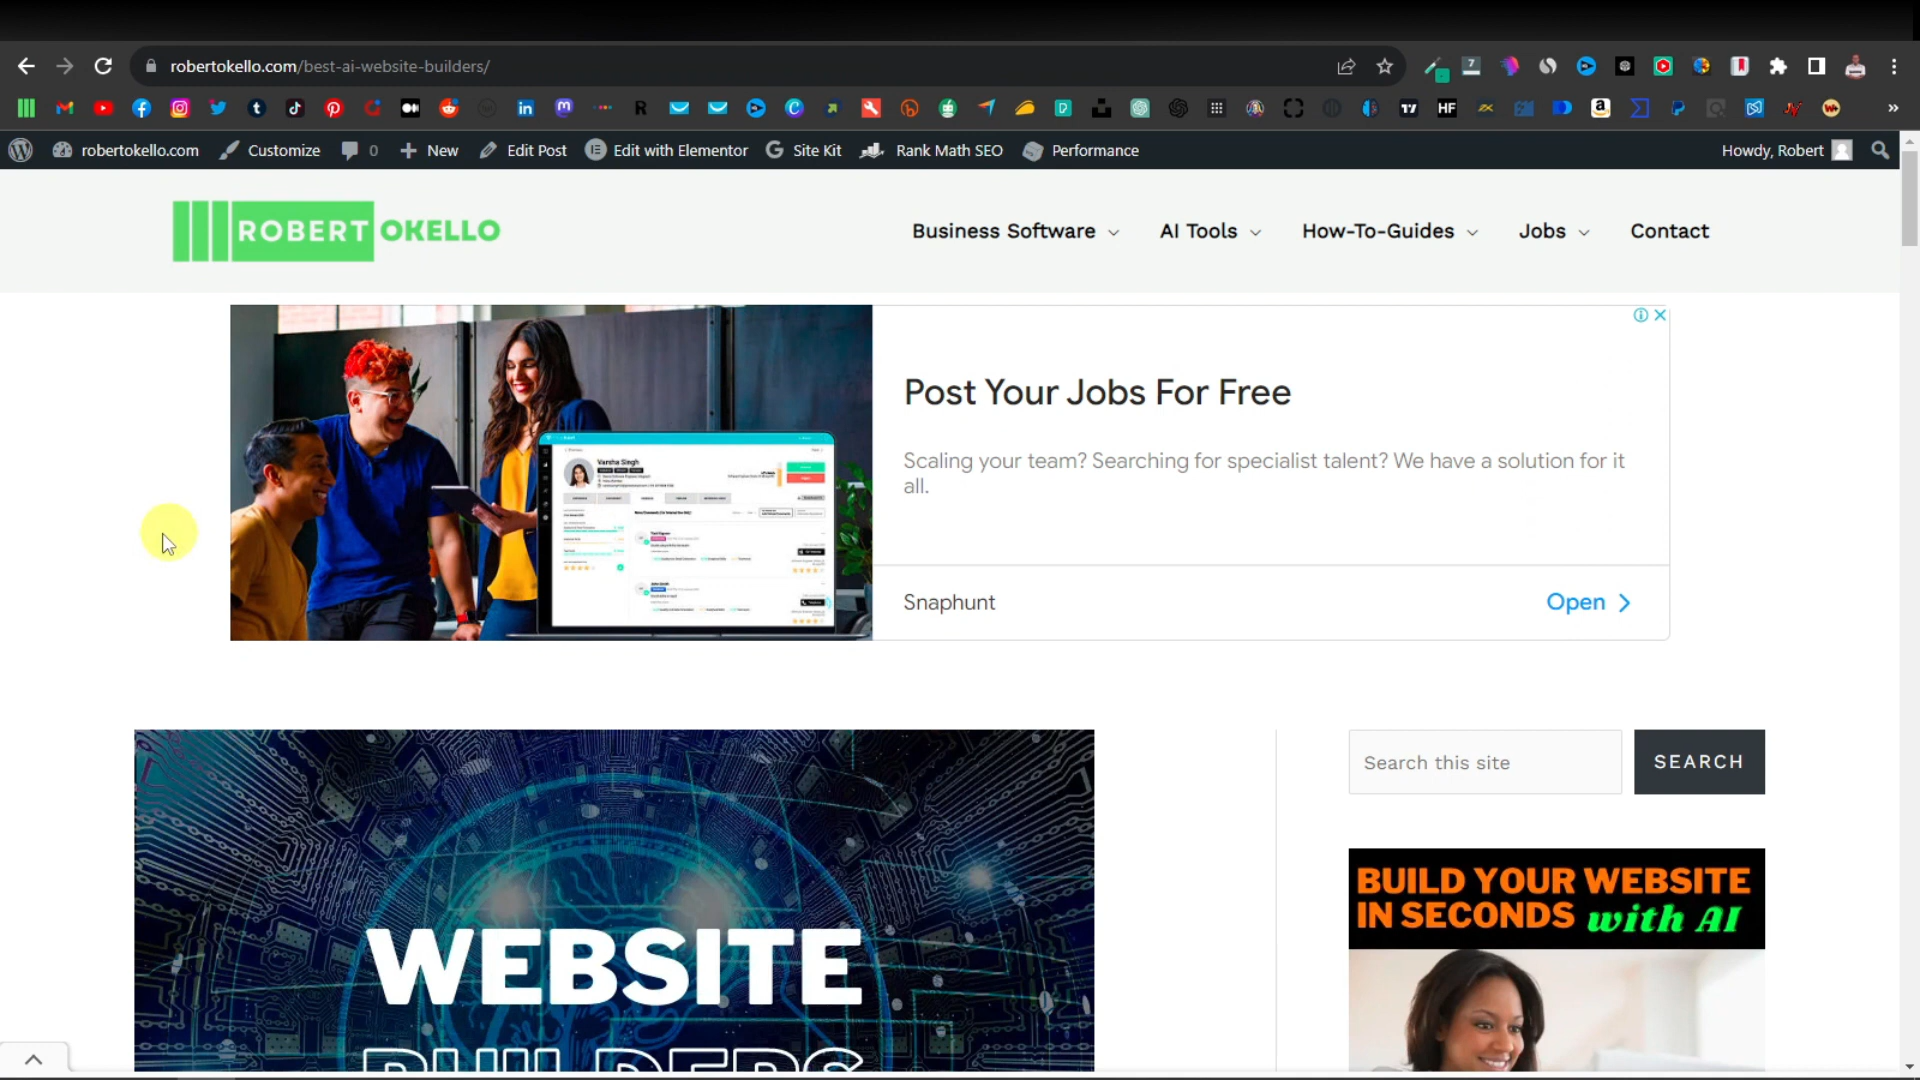 robertokello.com/best-ai-website-builders/
robertokello.com Customize 0 New Edit Post Edit with Elementor Site Kit Rank Math SEO Performance Howdy, Robert
ROBERT OKELLO
Business Software AI Tools How-To-Guides Jobs Contact
Post Your Jobs For Free
Scaling your team? Searching for specialist talent? We have a solution for it
all.
Varsha Singh
Snaphunt Open
Search this site SEARCH
BUILD YOUR WEBSITE
IN SECONDS with AI
WEBSITE
BUILDERS